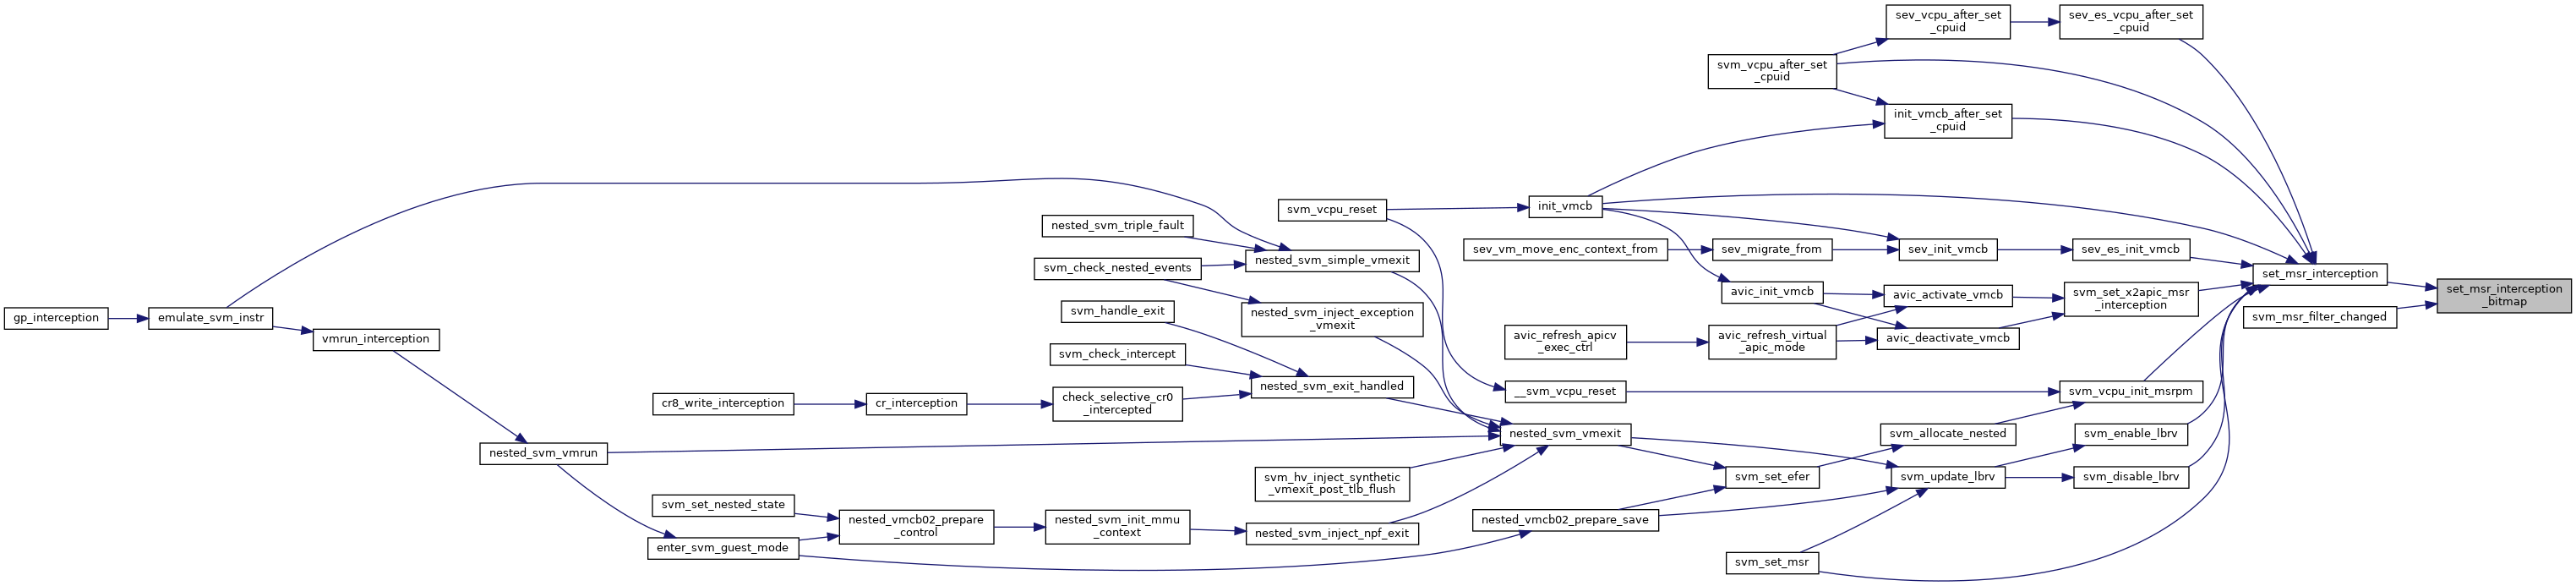 sev_vcpu_after_set
_cpuid
sev_es_vcpu_after_set
_cpuid
svm_vcpu_after_set
_cpuid
init_vmcb_after_set
_cpuid
svm_vcpu_reset
init_vmcb
nested_svm_triple_fault
sev_vm_move_enc_context_from
sev_migrate_from
sev_init_vmcb
sev_es_init_vmcb
svm_check_nested_events
nested_svm_simple_vmexit
set_msr_interception
set_msr_interception
_bitmap
avic_init_vmcb
avic_activate_vmcb
svm_set_x2apic_msr
_interception
svm_msr_filter_changed
gp_interception
emulate_svm_instr
svm_handle_exit
nested_svm_inject_exception
_vmexit
vmrun_interception
avic_refresh_apicv
_exec_ctrl
avic_refresh_virtual
_apic_mode
avic_deactivate_vmcb
svm_check_intercept
nested_svm_exit_handled
__svm_vcpu_reset
svm_vcpu_init_msrpm
cr8_write_interception
cr_interception
check_selective_cr0
_intercepted
nested_svm_vmexit
svm_allocate_nested
svm_enable_lbrv
nested_svm_vmrun
svm_hv_inject_synthetic
_vmexit_post_tlb_flush
svm_set_efer
svm_update_lbrv
svm_disable_lbrv
svm_set_nested_state
nested_vmcb02_prepare
_control
nested_svm_init_mmu
_context
nested_svm_inject_npf_exit
nested_vmcb02_prepare_save
enter_svm_guest_mode
svm_set_msr